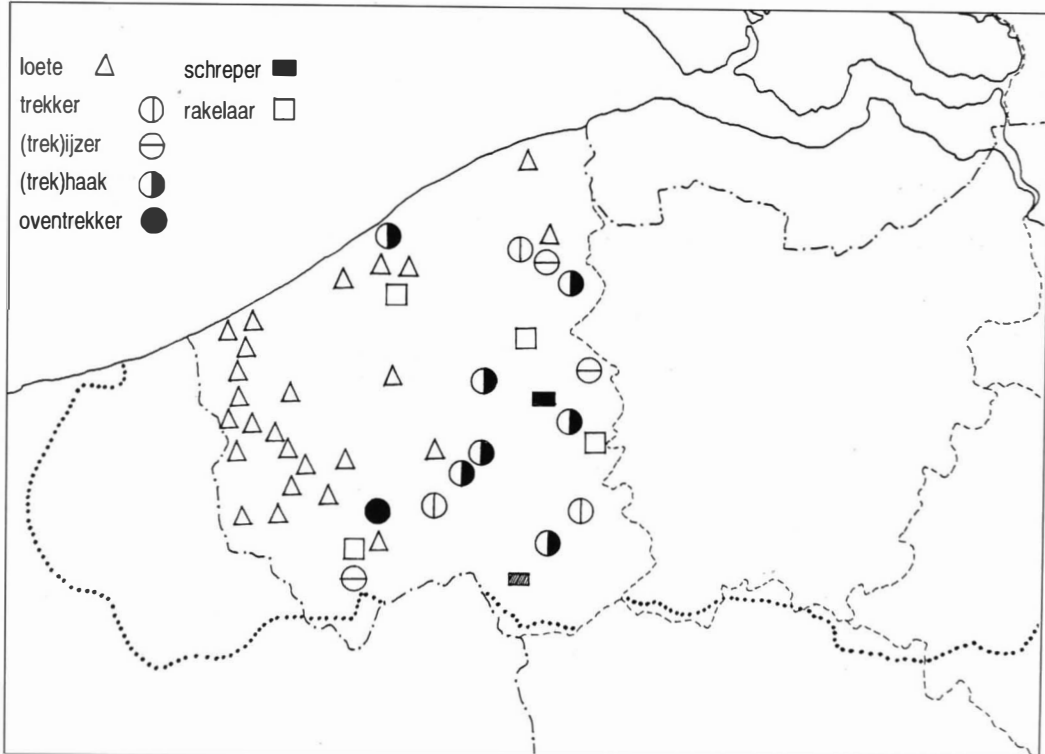 loete
trekker
(trek)ijzer
(trek)haak
oventrekker
schreper
rakelaar